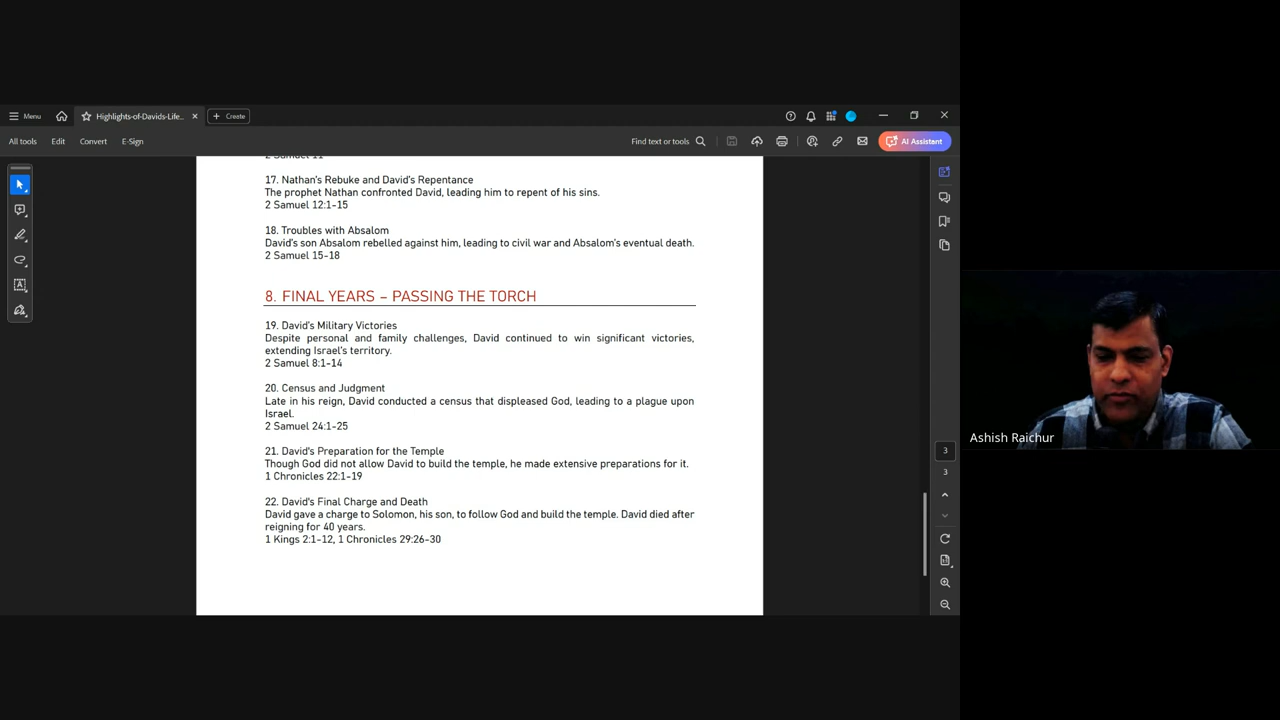 Menu
Highlights-of-Davids-Life...
Create
All tools
Edit
Convert
E-Sign
Find text or tools
AI Assistant
2 Samuel 11
17. Nathan's Rebuke and David's Repentance
The prophet Nathan confronted David, leading him to repent of his sins.
2 Samuel 12:1-15
18. Troubles with Absalom
David's son Absalom rebelled against him, leading to civil war and Absalom's eventual death.
2 Samuel 15-18
8. FINAL YEARS – PASSING THE TORCH
19. David's Military Victories
Despite personal and family challenges, David continued to win significant victories,
extending Israel's territory.
2 Samuel 8:1-14
20. Census and Judgment
Late in his reign, David conducted a census that displeased God, leading to a plague upon
Israel.
2 Samuel 24:1-25
21. David's Preparation for the Temple
Though God did not allow David to build the temple, he made extensive preparations for it.
1 Chronicles 22:1-19
22. David's Final Charge and Death
David gave a charge to Solomon, his son, to follow God and build the temple. David died after
reigning for 40 years.
1 Kings 2:1-12, 1 Chronicles 29:26-30
3
3
Ashish Raichur